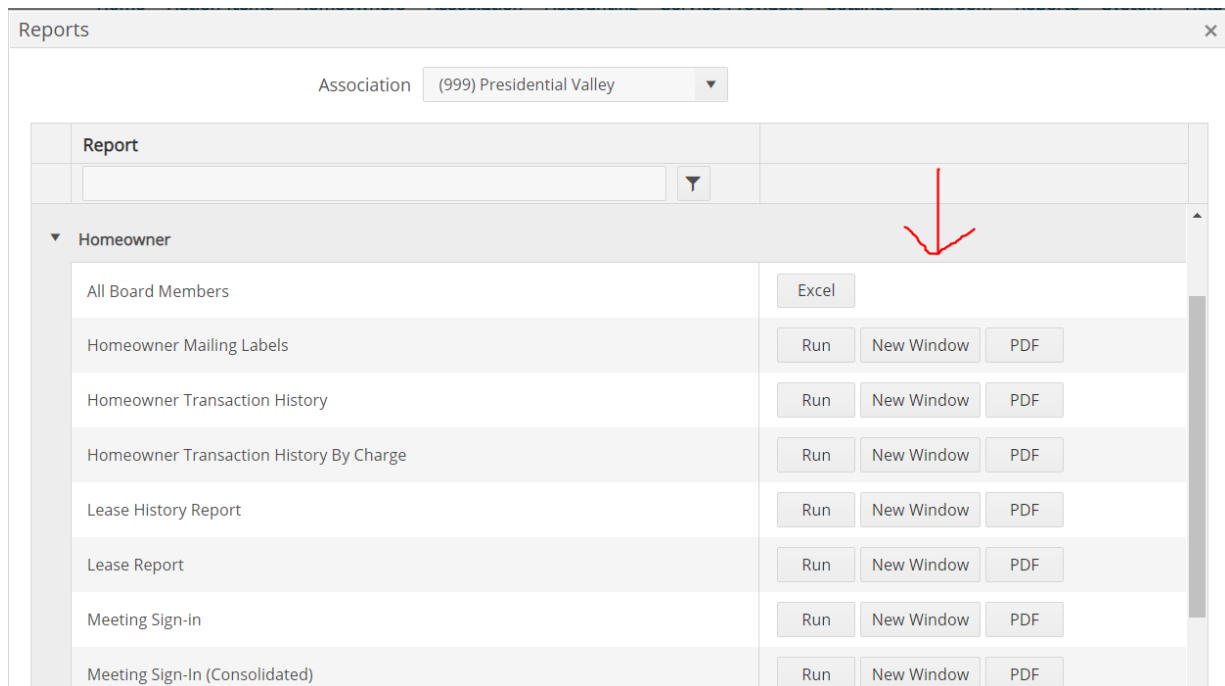 Reports
Association (999) Presidential Valley
Report
Homeowner
All Board Members Excel
Homeowner Mailing Labels Run New Window PDF
Homeowner Transaction History Run New Window PDF
Homeowner Transaction History By Charge Run New Window PDF
Lease History Report Run New Window PDF
Lease Report Run New Window PDF
Meeting Sign-in Run New Window PDF
Meeting Sign-In (Consolidated) Run New Window PDF